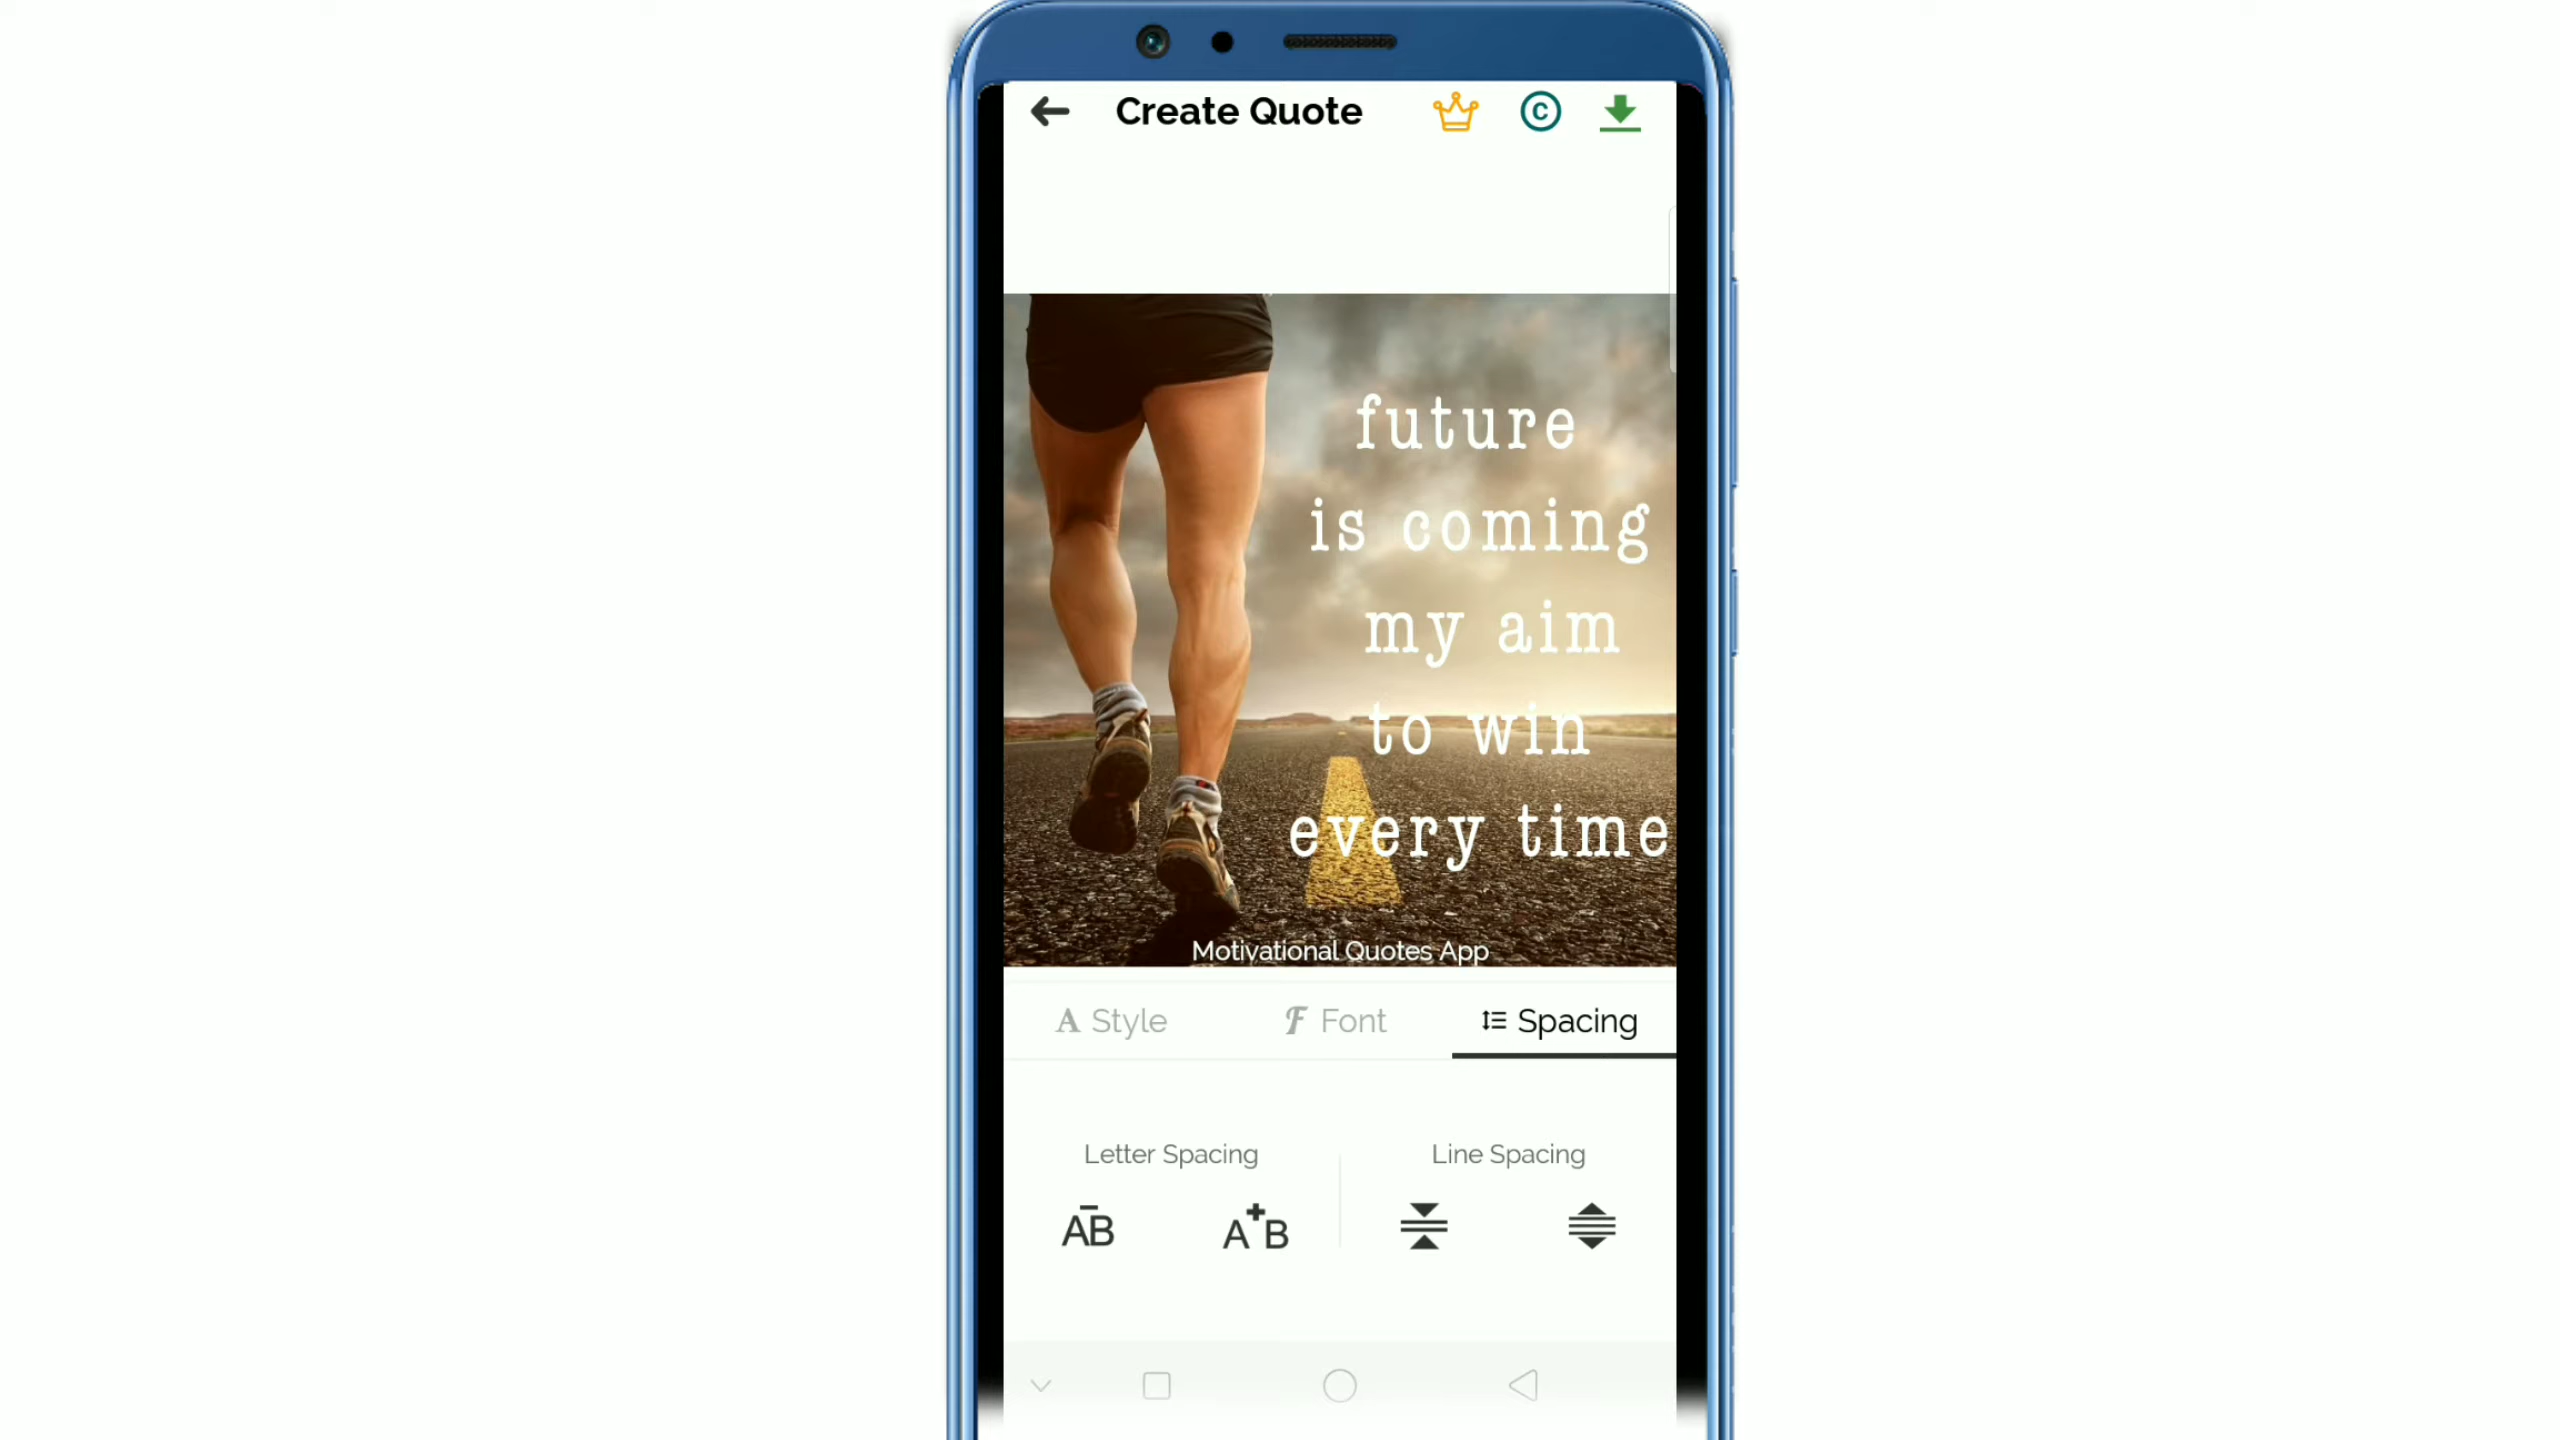 Create Quote
future
is coming
my aim
to win
every time
Motivational Quotes App
A Style
F Font
Spacing
Letter Spacing
Line Spacing
AB
A+B